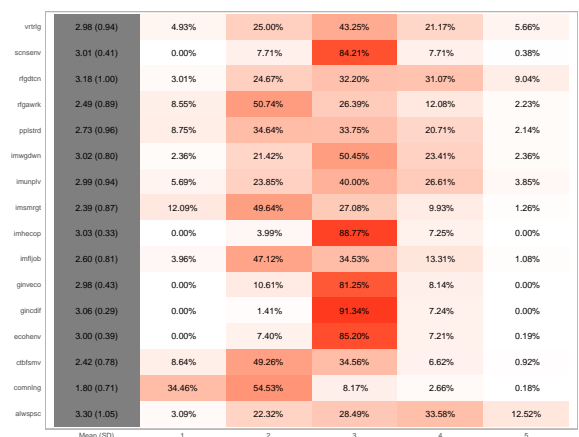 vrtrlg 2.98 (0.94) 4.93% 25.00% 43.25% 21.17% 5.66%
scnsenv 3.01 (0.41) 0.00% 7.71% 84.21% 7.71% 0.38%
rfgdtcn 3.18 (1.00) 3.01% 24.67% 32.20% 31.07% 9.04%
rfgawrk 2.49 (0.89) 8.55% 50.74% 26.39% 12.08% 2.23%
pplstrd 2.73 (0.96) 8.75% 34.64% 33.75% 20.71% 2.14%
imwgdwn 3.02 (0.80) 2.36% 21.42% 50.45% 23.41% 2.36%
imunplv 2.99 (0.94) 5.69% 23.85% 40.00% 26.61% 3.85%
imsmrgt 2.39 (0.87) 12.09% 49.64% 27.08% 9.93% 1.26%
imhecop 3.03 (0.33) 0.00% 3.99% 88.77% 7.25% 0.00%
imfljob 2.60 (0.81) 3.96% 47.12% 34.53% 13.31% 1.08%
ginveco 2.98 (0.43) 0.00% 10.61% 81.25% 8.14% 0.00%
gincdif 3.06 (0.29) 0.00% 1.41% 91.34% 7.24% 0.00%
ecohenv 3.00 (0.39) 0.00% 7.40% 85.20% 7.21% 0.19%
ctbfsmv 2.42 (0.78) 8.64% 49.26% 34.56% 6.62% 0.92%
comnlng 1.80 (0.71) 34.46% 54.53% 8.17% 2.66% 0.18%
alwspsc 3.30 (1.05) 3.09% 22.32% 28.49% 33.58% 12.52%
Mean (SD) 1 2 3 4 5